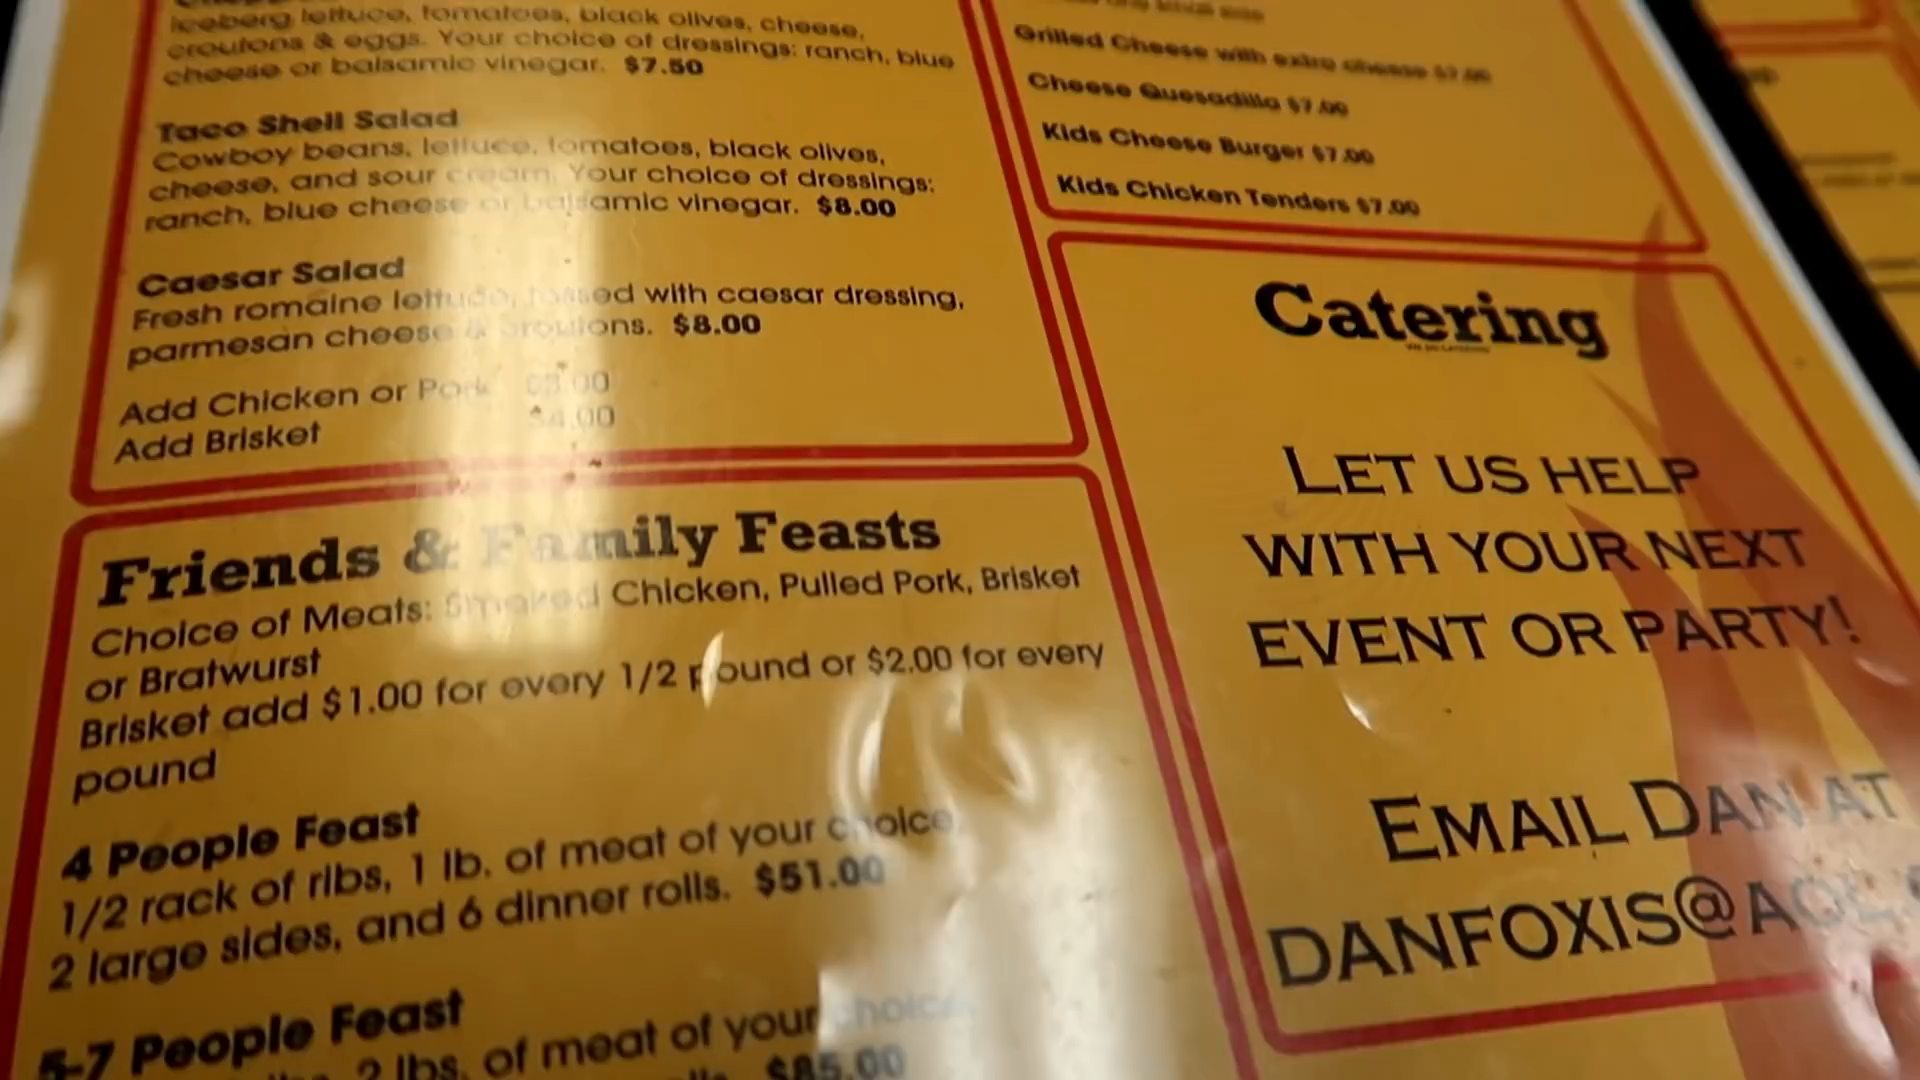 Iceberg lettuce, tomatoes, black olives, cheese,
croutons & eggs. Your choice of dressings: ranch, blue
cheese or balsamic vinegar. $7.50
Taco Shell Salad
Cowboy beans, lettuce, tomatoes, black olives,
cheese, and sour cream. Your choice of dressings:
ranch, blue cheese or balsamic vinegar. $8.00
Caesar Salad
Fresh romaine lettuce, tossed with caesar dressing,
parmesan cheese & croutons. $8.00
Add Chicken or Pork $3.00
Add Brisket $4.00
Friends & Family Feasts
Choice of Meats: Smoked Chicken, Pulled Pork, Brisket
or Bratwurst
Brisket add $1.00 for every 1/2 pound or $2.00 for every
pound
4 People Feast
1/2 rack of ribs, 1 lb. of meat of your choice,
2 large sides, and 6 dinner rolls. $51.00
5-7 People Feast
2 lbs. of meat of your choice,
$85.00
Grilled Cheese with extra cheese $7.00
Cheese Quesadilla $7.00
Kids Cheese Burger $7.00
Kids Chicken Tenders $7.00
Catering
LET US HELP
WITH YOUR NEXT
EVENT OR PARTY!
EMAIL DAN AT
DANFOXIS@AOL